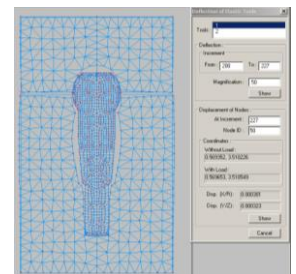 Deflection of Elastic Tools
Tools :
1
2
Deflection
Increment
From : 200 To : 227
Magnification : 50
Show
Displacement of Nodes
At Increment : 227
Node ID : 50
Coordinates
Without Load :
With Load :
Disp. (X/R) :
Disp. (Y/Z) :
Show
Cancel